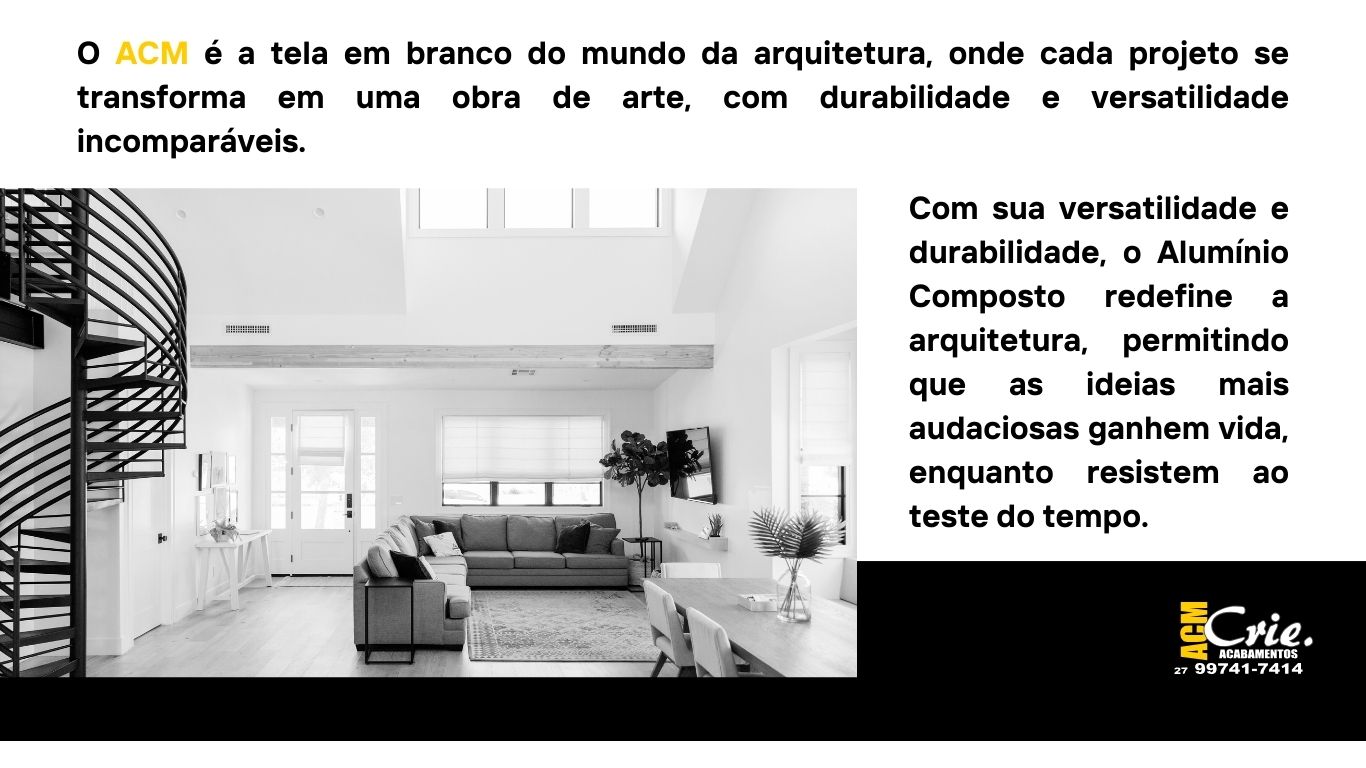 O ACM é a tela em branco do mundo da arquitetura, onde cada projeto se
transforma em uma obra de arte, com durabilidade e versatilidade
incomparáveis.
Com sua versatilidade e
durabilidade, o Alumínio
Composto redefine a
arquitetura, permitindo
que as ideias mais
audaciosas ganhem vida,
enquanto resistem ao
teste do tempo.
ACM
Crie.
ACABAMENTOS
27 99741-7414